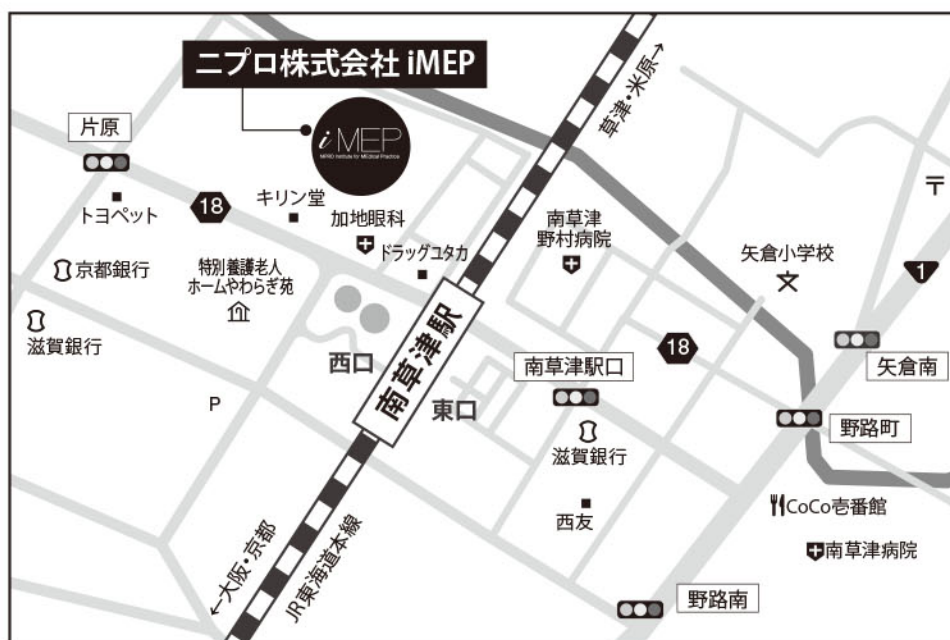 ニプロ株式会社 iMEP
草津・米原→
片原
iMEP
NIPRO Institute for MEdical Practice
〒
キリン堂
18
トヨペット
加地眼科
南草津
野村病院
ドラッグユタカ
矢倉小学校
文
京都銀行
特別養護老人
ホームやわらぎ苑
1
滋賀銀行
南草津駅
西口
18
南草津駅口
矢倉南
P
東口
野路町
滋賀銀行
CoCo壱番館
西友
←大阪・京都
JR東海道本線
南草津病院
野路南